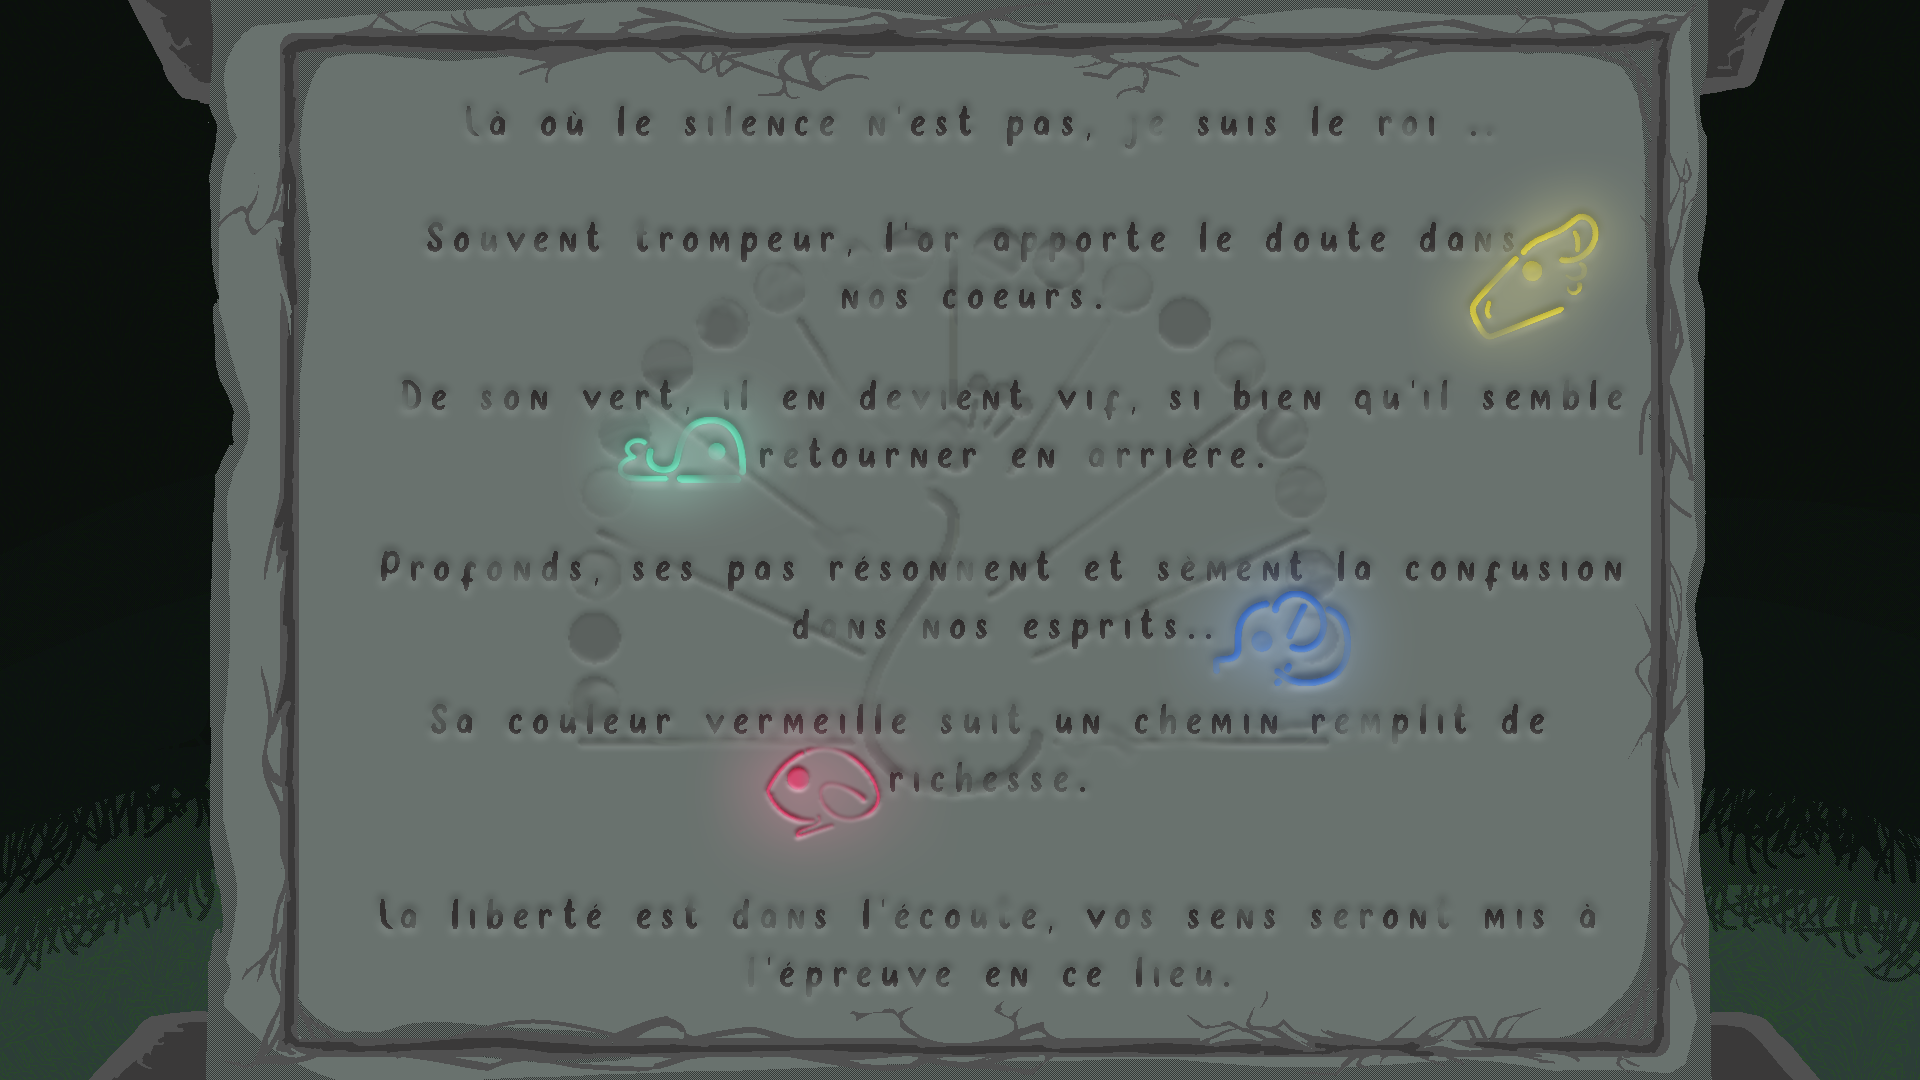 Là où le silence n'est pas, je suis le roi ..
Souvent trompeur, l'or apporte le doute dans
nos coeurs.
De son vert, il en devient vif, si bien qu'il semble
retourner en arrière.
Profonds, ses pas résonnent et sèment la confusion
dans nos esprits..
Sa couleur vermeille suit un chemin remplit de
richesse.
La liberté est dans l'écoute, vos sens seront mis à
l'épreuve en ce lieu.